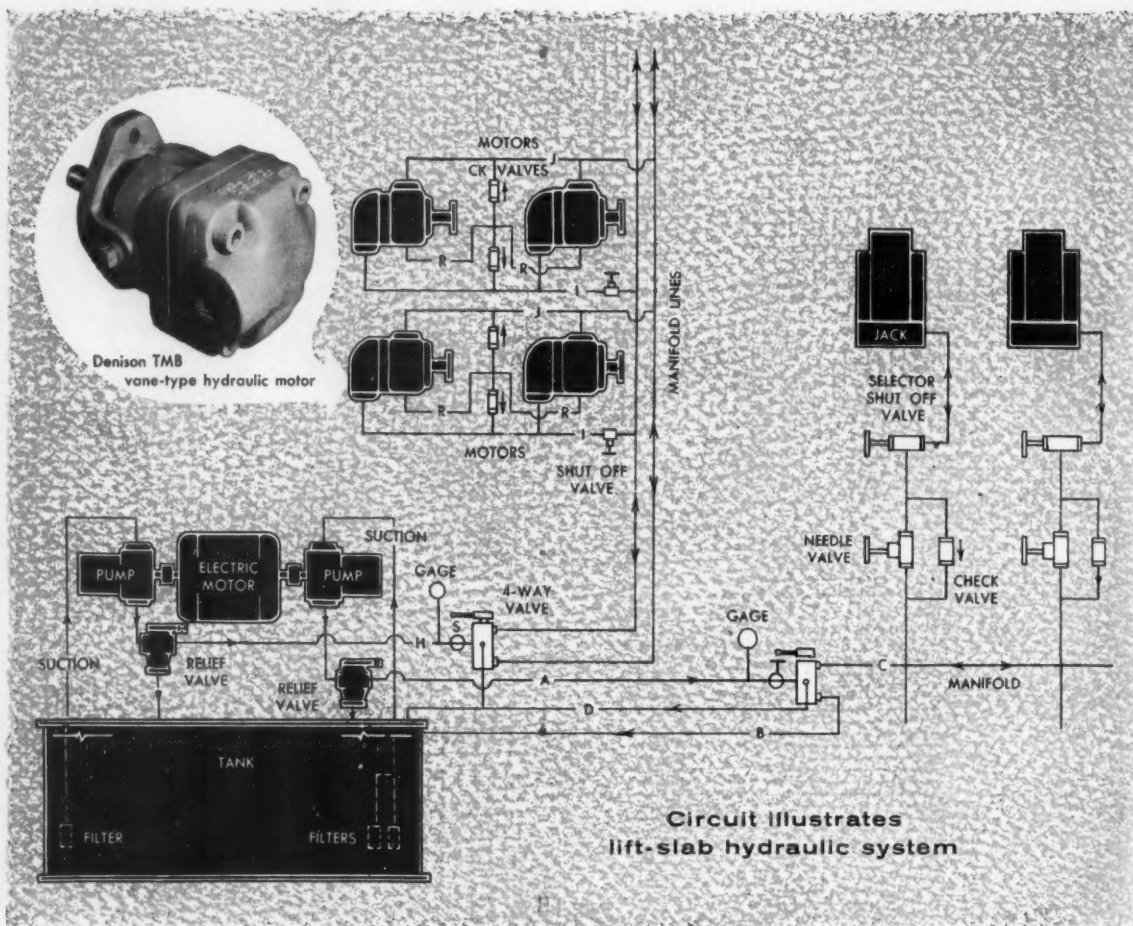 Denison TMB
vane-type hydraulic motor
MOTORS
J
CK VALVES
R
R
I
J
R
R
I
MOTORS
SHUT OFF
VALVE
MANIFOLD LINES
JACK
SELECTOR
SHUT OFF
VALVE
NEEDLE
VALVE
CHECK
VALVE
SUCTION
PUMP
ELECTRIC
MOTOR
PUMP
GAGE
4-WAY
VALVE
S
H
GAGE
SUCTION
RELIEF
VALVE
RELIEF
VALVE
A
C
MANIFOLD
D
B
TANK
FILTER
FILTERS
Circuit illustrates
lift-slab hydraulic system